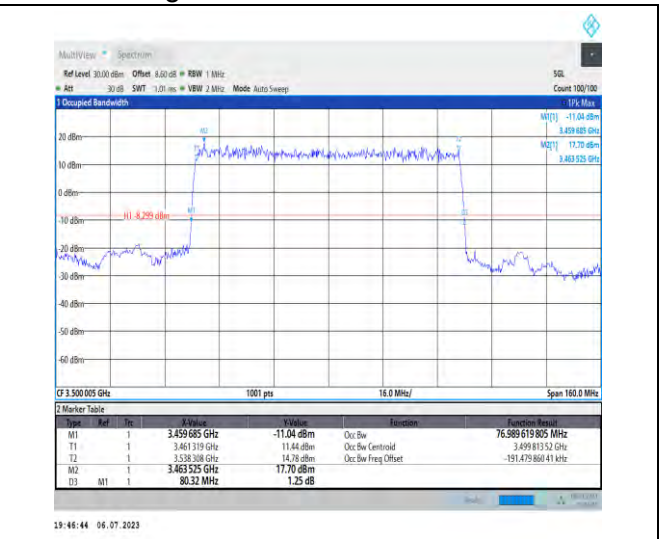 MultiView Spectrum
Ref Level 30.00 dBm Offset 8.60 dB RBW 1 MHz SGL
Att 30 dB SWT 1.01 ms VBW 2 MHz Mode Auto Sweep Count 100/100
1 Occupied Bandwidth 1Pk Max
M1[1] -11.04 dBm
3.459 685 GHz
M2[1] 17.70 dBm
3.463 525 GHz
M2
20 dBm
10 dBm
0 dBm
H1 -8.299 dBm
M1
-10 dBm
-20 dBm
-30 dBm
-40 dBm
-50 dBm
-60 dBm
CF 3.500 005 GHz 1001 pts 16.0 MHz/ Span 160.0 MHz
2 Marker Table
Type Ref Trc X-Value Y-Value Function Function Result
M1 1 3.459 685 GHz -11.04 dBm Occ Bw 76.989 619 805 MHz
T1 1 3.461 319 GHz 11.44 dBm Occ Bw Centroid 3.499 813 52 GHz
T2 1 3.538 308 GHz 14.78 dBm Occ Bw Freq Offset -191.479 860 41 kHz
M2 1 3.463 525 GHz 17.70 dBm
D3 M1 1 80.32 MHz 1.25 dB
19:46:44 06.07.2023